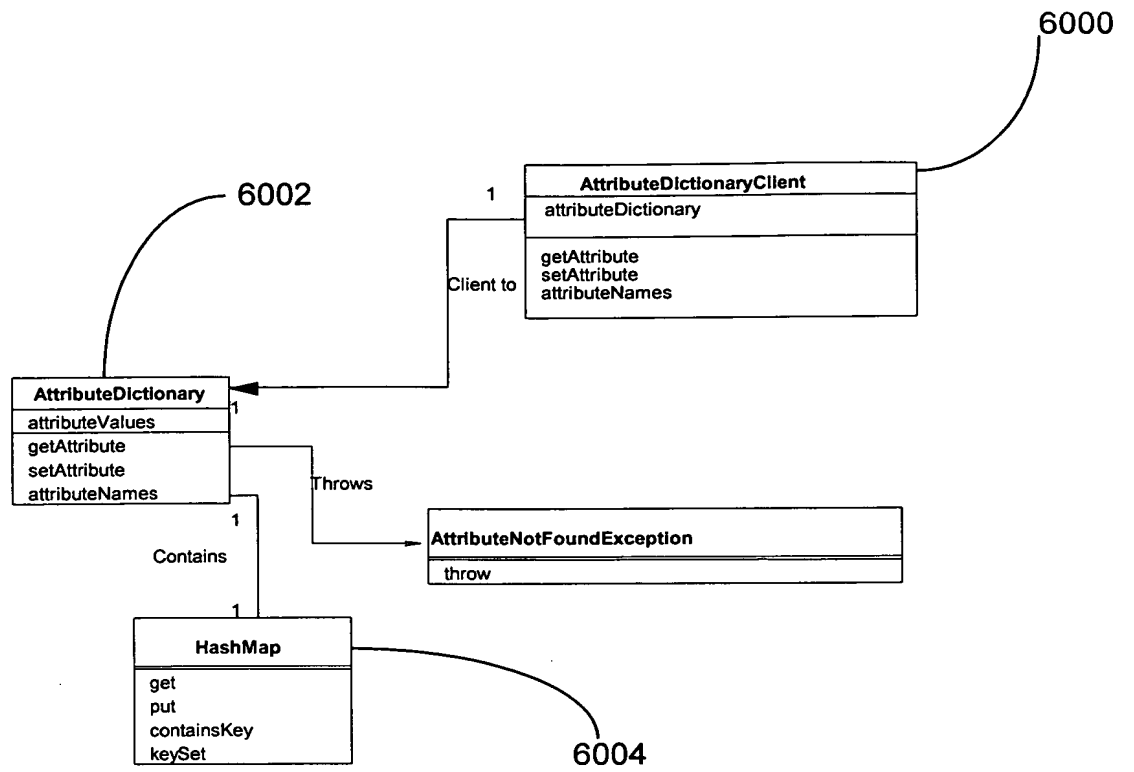 6000
AttributeDictionaryClient
attributeDictionary
getAttribute
setAttribute
attributeNames
1
Client to
6002
AttributeDictionary
attributeValues
getAttribute
setAttribute
attributeNames
1
Throws
AttributeNotFoundException
throw
1
Contains
1
HashMap
get
put
containsKey
keySet
6004